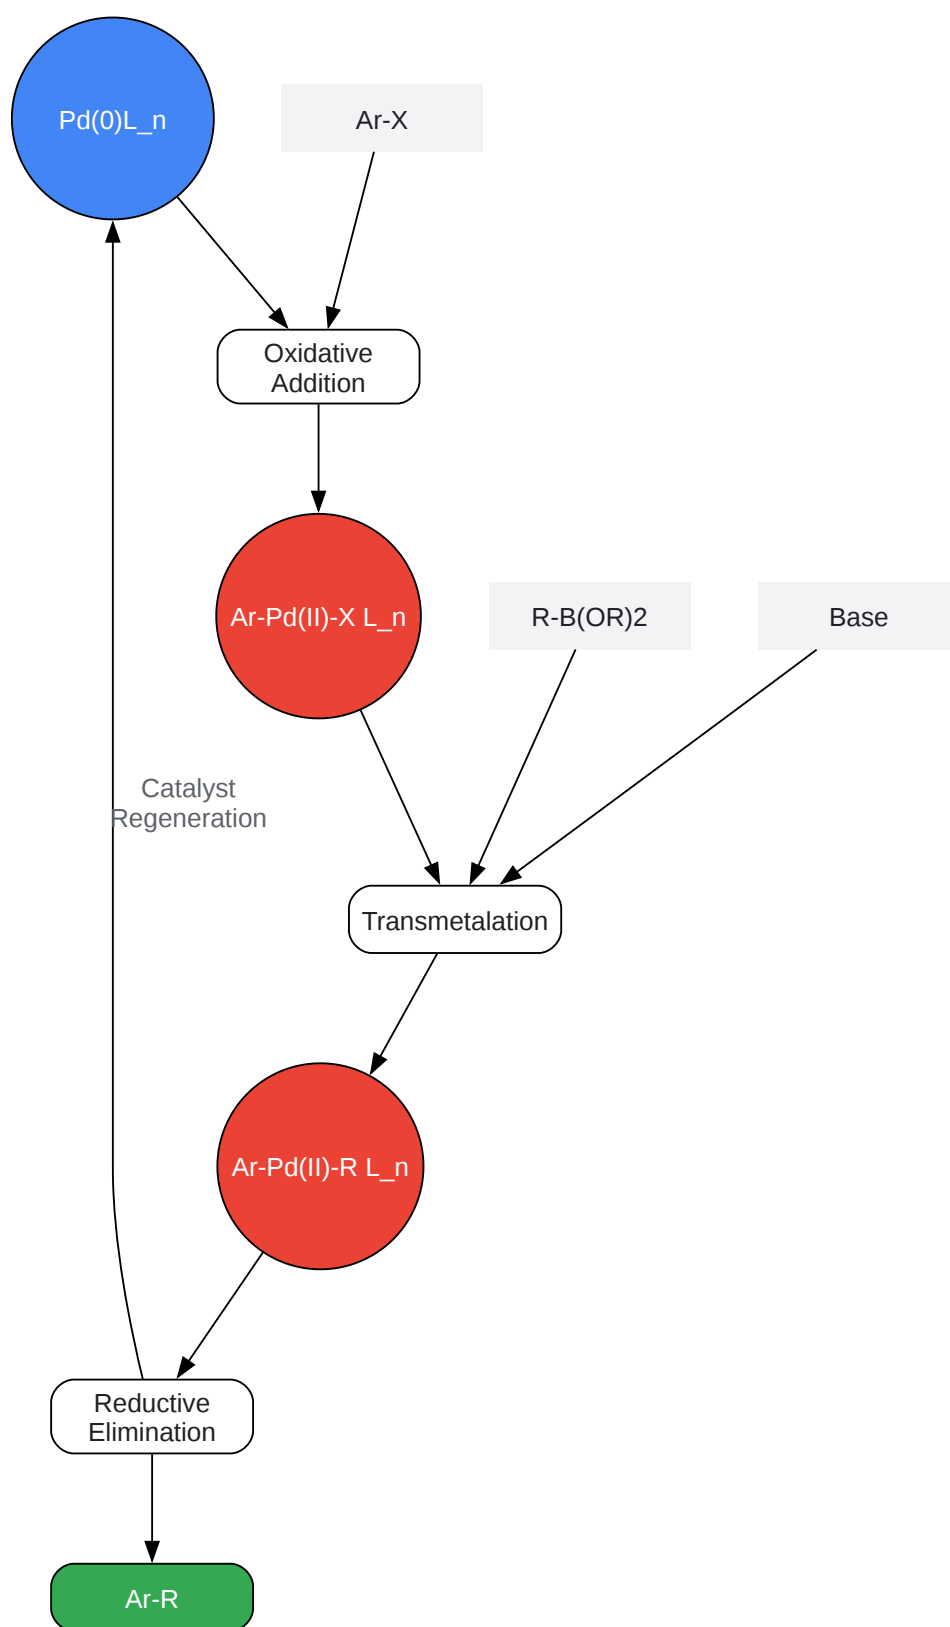 Pd(0)L_n
Ar-X
Oxidative
Addition
Ar-Pd(II)-X L_n
R-B(OR)2
Base
Catalyst
Regeneration
Transmetalation
Ar-Pd(II)-R L_n
Reductive
Elimination
Ar-R